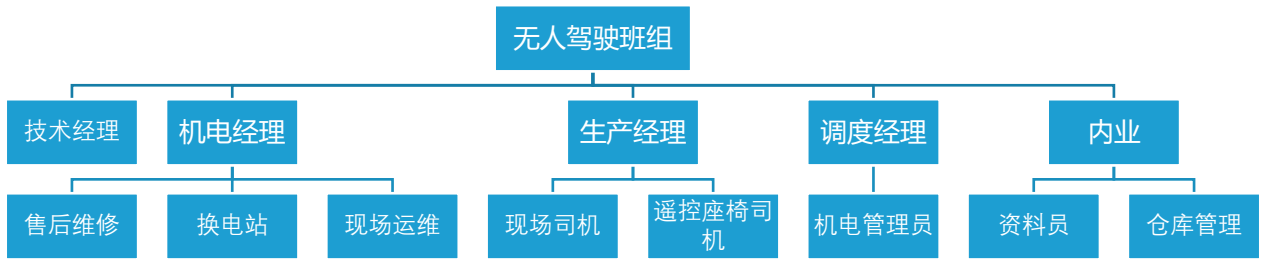 无人驾驶班组
技术经理
机电经理
生产经理
调度经理
内业
售后维修
换电站
现场运维
现场司机
遥控座椅司
机
机电管理员
资料员
仓库管理